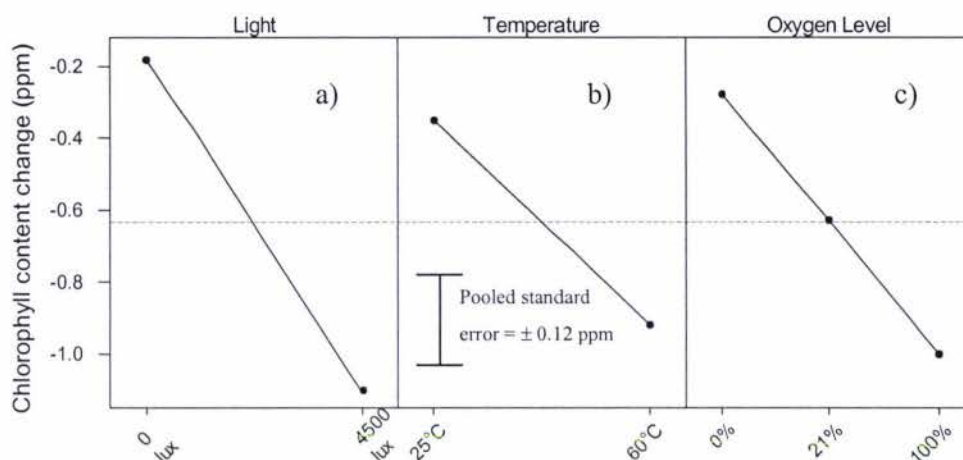 Light Temperature Oxygen Level
Chlorophyll content change (ppm)
-0.2
-0.4
-0.6
-0.8
-1.0
a)
b)
c)
Pooled standard
error = ± 0.12 ppm
0 lux
4500 lux
25°C
60°C
0%
21%
100%